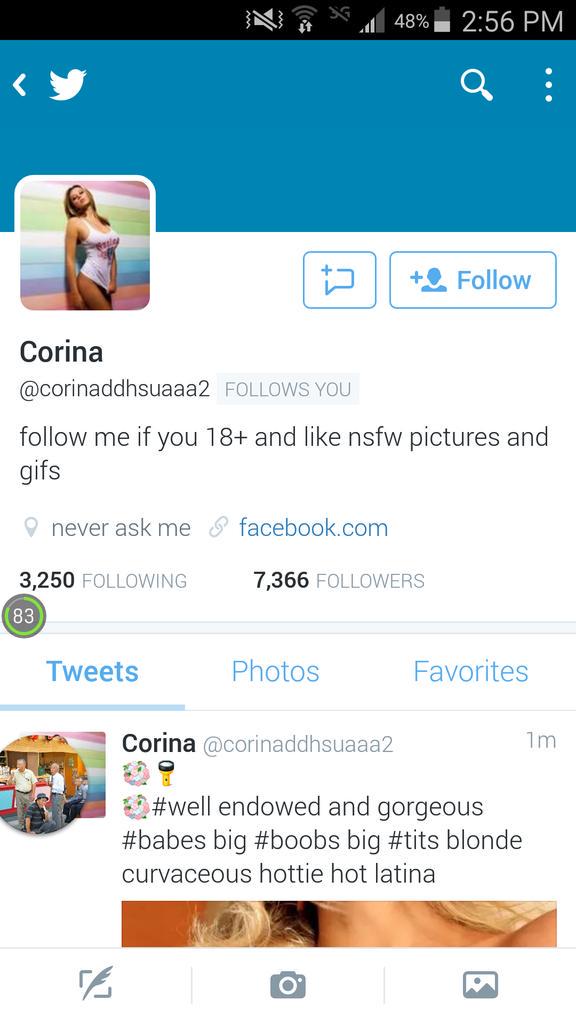 48% 2:56 PM
Follow
Corina
@corinaddhsuaaa2 FOLLOWS YOU
follow me if you 18+ and like nsfw pictures and
gifs
never ask me facebook.com
3,250 FOLLOWING 7,366 FOLLOWERS
83
Tweets Photos Favorites
Corina @corinaddhsuaaa2 1m
#well endowed and gorgeous
#babes big #boobs big #tits blonde
curvaceous hottie hot latina